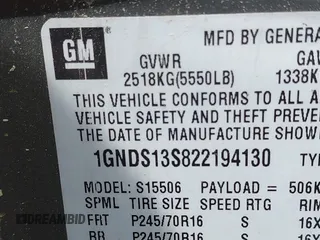 GM
MFD BY GENERA
GVWR GA
2518KG(5550LB) 1338K
THIS VEHICLE CONFORMS TO ALL A
VEHICLE SAFETY AND THEFT PREVE
DATE OF MANUFACTURE SHOW
1GNDS13S822194130 TYP
MODEL: S15506 PAYLOAD = 506K
SPML TIRE SIZE SPEED RTG RIM
FRT P245/70R16 S 16X
RR P245/70R16 S 16X
DREAMBID